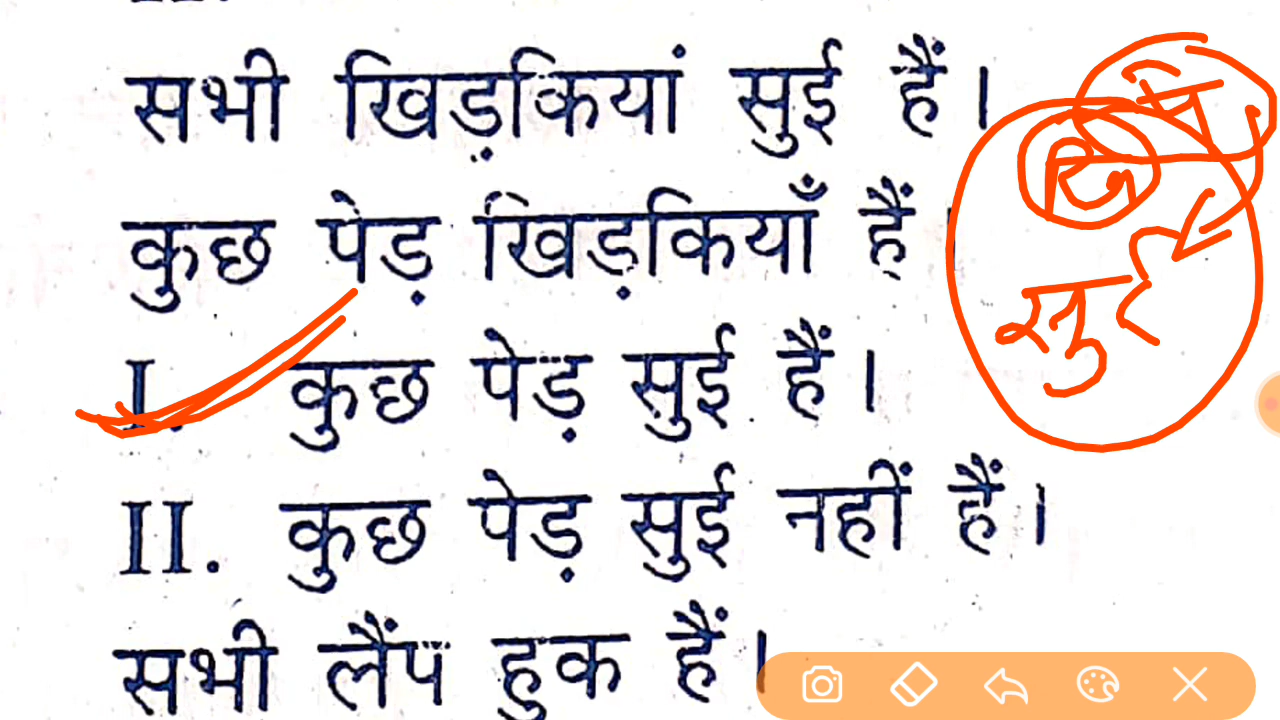 सभी खिड़कियां सुई हैं।
कुछ पेड़ खिड़कियाँ हैं
I. कुछ पेड़ सुई हैं।
II. कुछ पेड़ सुई नहीं हैं।
सभी लैंप हुक हैं।
सुई